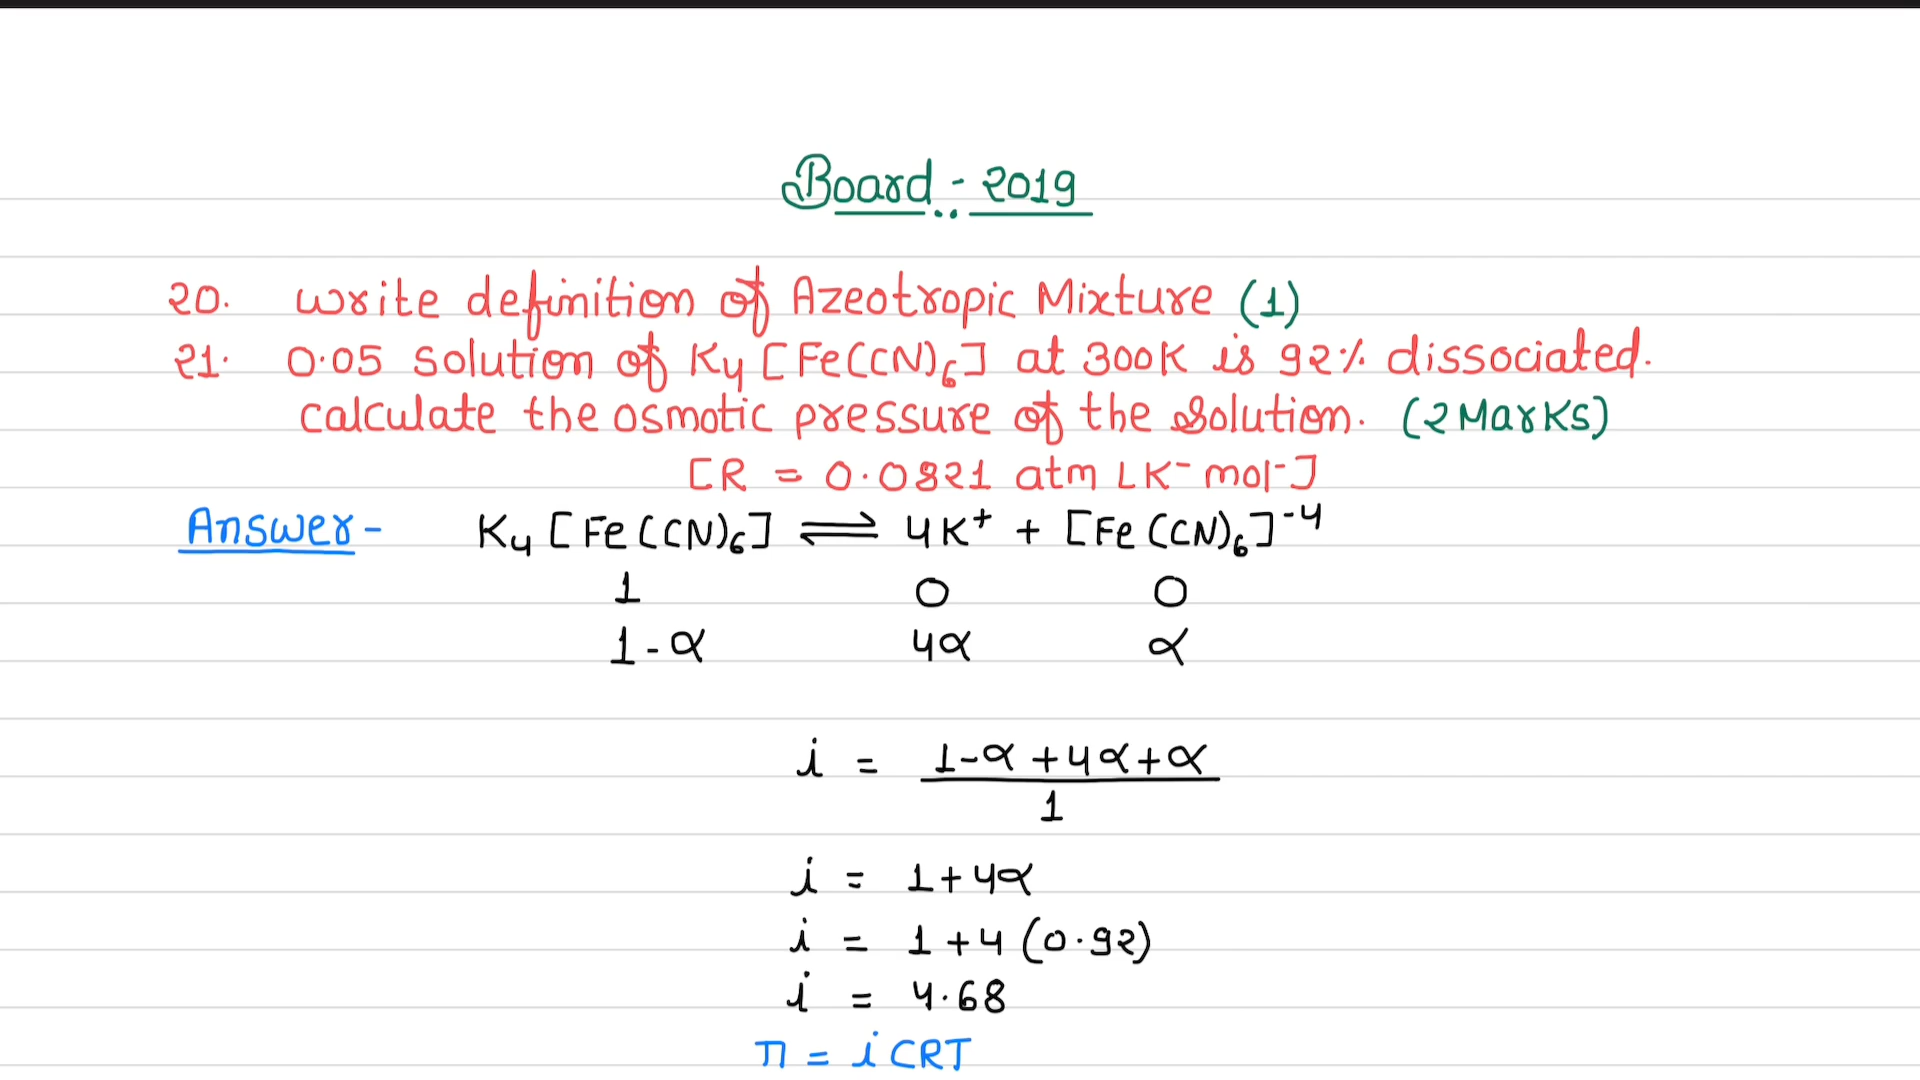 Board - 2019
20. Write definition of Azeotropic Mixture (1)
21. 0.05 solution of K₄[Fe(CN)₆] at 300K is 92% dissociated.
calculate the osmotic pressure of the solution. (2 Marks)
[R = 0.0821 atm LK⁻ mol⁻]
Answer - K₄[Fe(CN)₆] ⇌ 4K⁺ + [Fe(CN)₆]⁻⁴
1 0 0
1-α 4α α
i = 1-α+4α+α
1
i = 1+4α
i = 1+4(0.92)
i = 4.68
π = iCRT